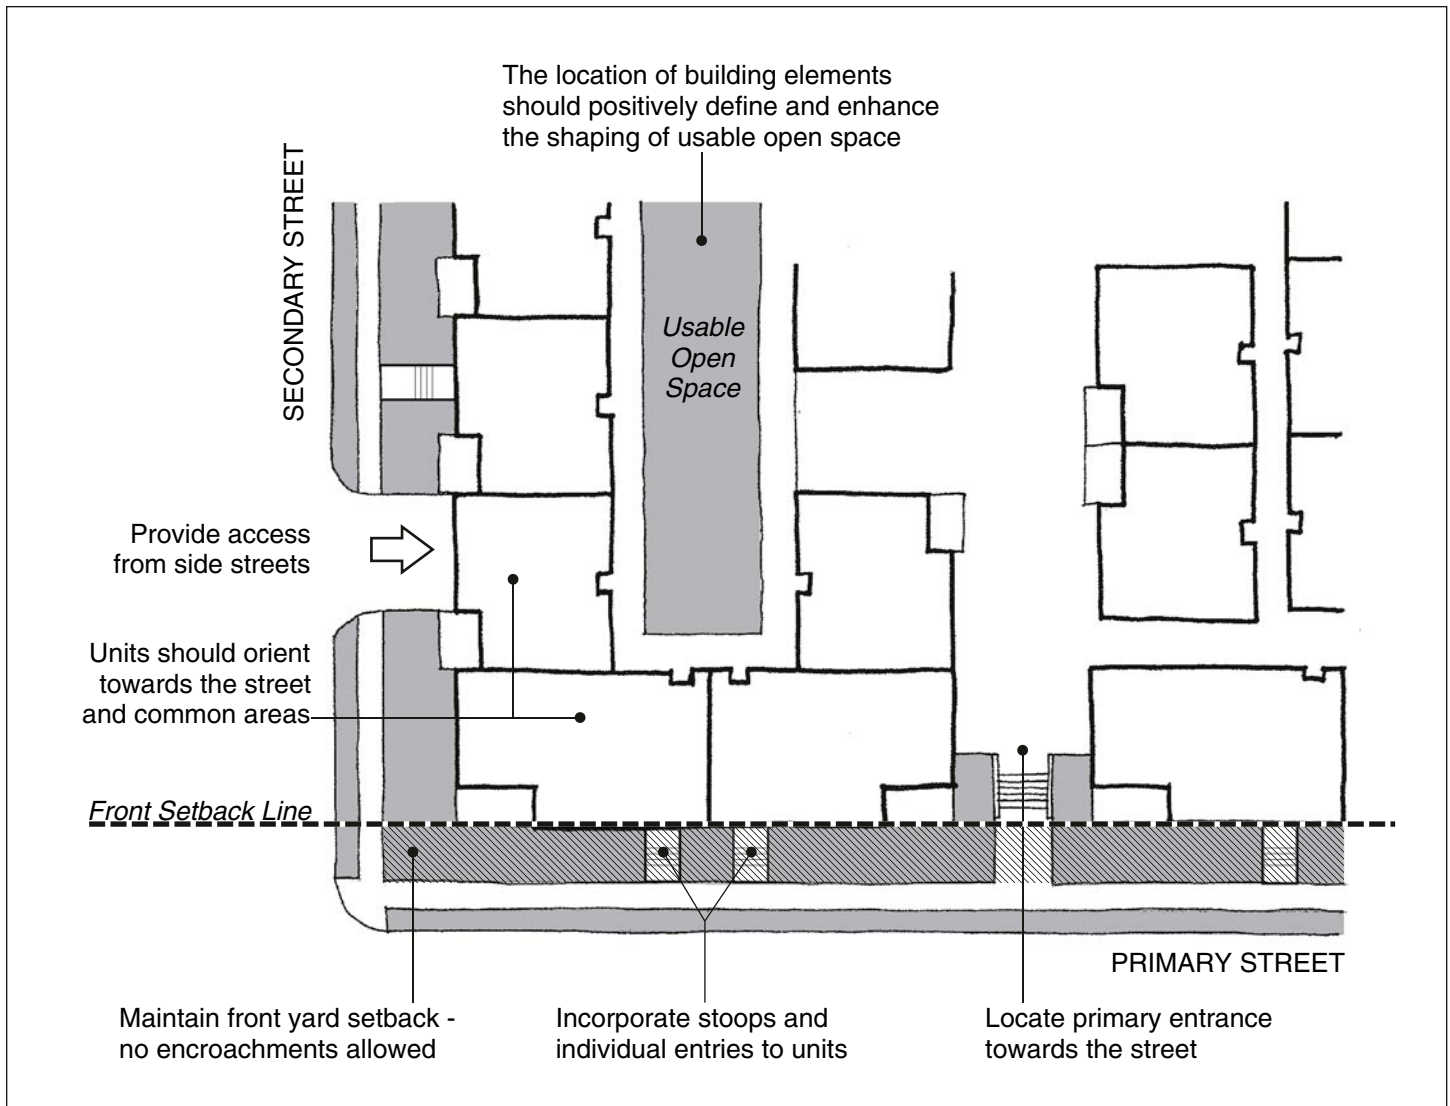 The location of building elements
should positively define and enhance
the shaping of usable open space
SECONDARY STREET
Usable
Open
Space
Provide access
from side streets
Units should orient
towards the street
and common areas
Front Setback Line
PRIMARY STREET
Maintain front yard setback -
no encroachments allowed
Incorporate stoops and
individual entries to units
Locate primary entrance
towards the street